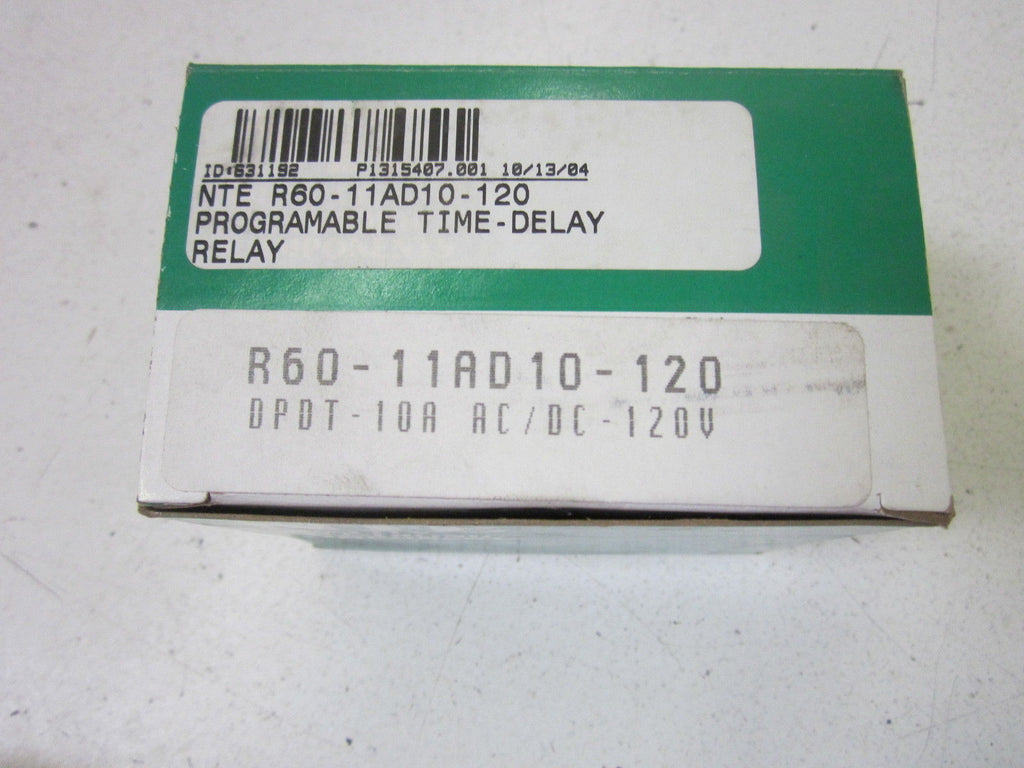 ID:631192 P1315407.001 10/13/04
NTE R60-11AD10-120
PROGRAMABLE TIME-DELAY
RELAY
R60-11AD10-120
DPDT-10A AC/DC-120V